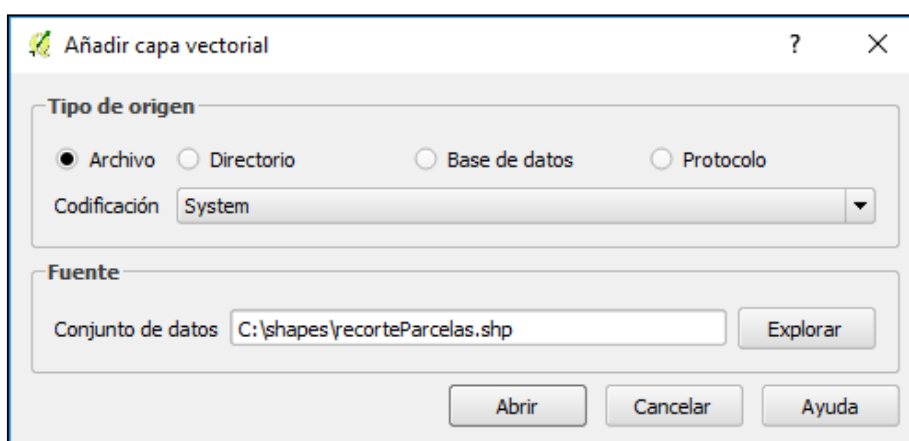 Añadir capa vectorial ?
Tipo de origen
Archivo Directorio Base de datos Protocolo
Codificación System
Fuente
Conjunto de datos C:\shapes\recorteParcelas.shp Explorar
Abrir Cancelar Ayuda